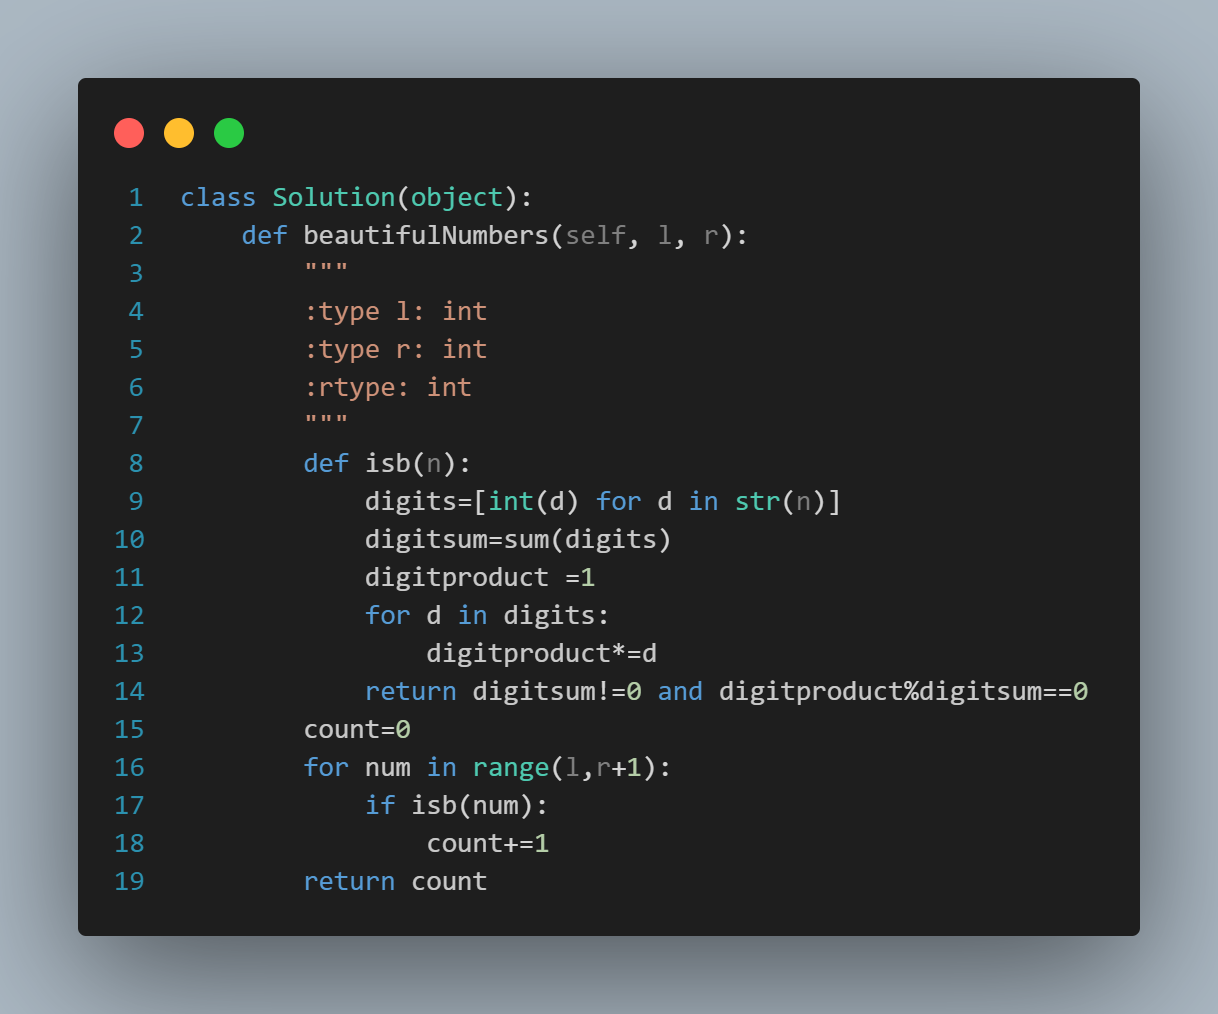 1 class Solution(object):
2     def beautifulNumbers(self, l, r):
3         """
4         :type l: int
5         :type r: int
6         :rtype: int
7         """
8         def isb(n):
9             digits=[int(d) for d in str(n)]
10             digitsum=sum(digits)
11             digitproduct =1
12             for d in digits:
13                 digitproduct*=d
14             return digitsum!=0 and digitproduct%digitsum==0
15         count=0
16         for num in range(l,r+1):
17             if isb(num):
18                 count+=1
19         return count